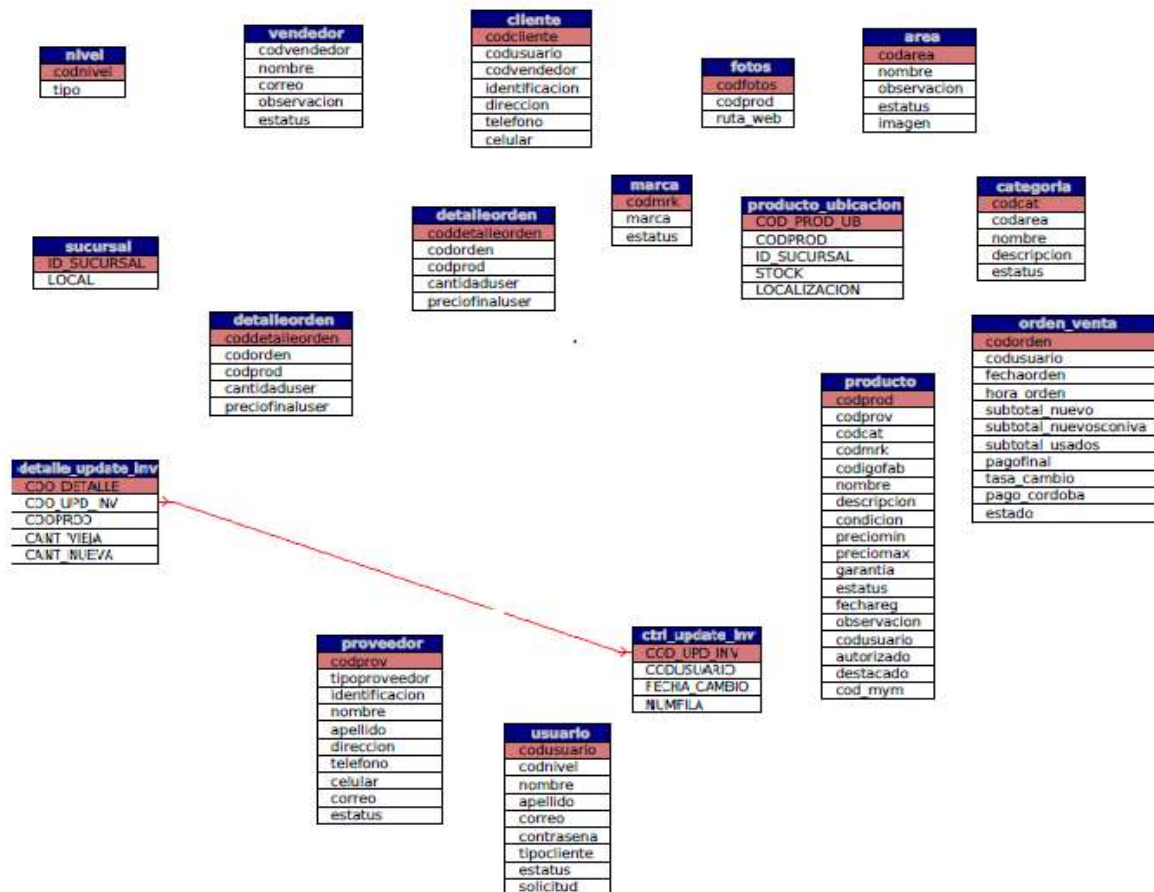 nivel
codnivel
tipo
vendedor
codvendedor
nombre
correo
observacion
estatus
cliente
codcliente
codusuario
codvendedor
identificacion
direccion
telefono
celular
fotos
codfotos
codprod
ruta_web
area
codarea
nombre
observacion
estatus
imagen
marca
codmrk
marca
estatus
producto_ubicacion
COD_PROD_UB
CODPROD
ID_SUCURSAL
STOCK
LOCALIZACION
categoria
codcat
codarea
nombre
descripcion
estatus
sucursal
ID_SUCURSAL
LOCAL
detalleorden
coddetalleorden
codorden
codprod
cantidaduser
preciofinaluser
detalleorden
coddetalleorden
codorden
codprod
cantidaduser
preciofinaluser
orden_venta
codorden
codusuario
fechaorden
hora_orden
subtotal_nuevo
subtotal_nuevosconiva
subtotal_usados
pagofinal
tasa_cambio
pago_cordoba
estado
producto
codprod
codprov
codcat
codmrk
codigofab
nombre
descripcion
condicion
preciomin
preciomax
garantia
estatus
fechareg
observacion
codusuario
autorizado
destacado
cod_mym
detalle_update_inv
COD_DETALLE
COD_UPD_INV
CODPROD
CANT_VIEJA
CANT_NUEVA
proveedor
codprov
tipoproveedor
identificacion
nombre
apellido
direccion
telefono
celular
correo
estatus
ctrl_update_inv
COD_UPD_INV
CODUSUARIO
FECHA_CAMBIO
NUMFILA
usuario
codusuario
codnivel
nombre
apellido
correo
contrasena
tipocliente
estatus
solicitud